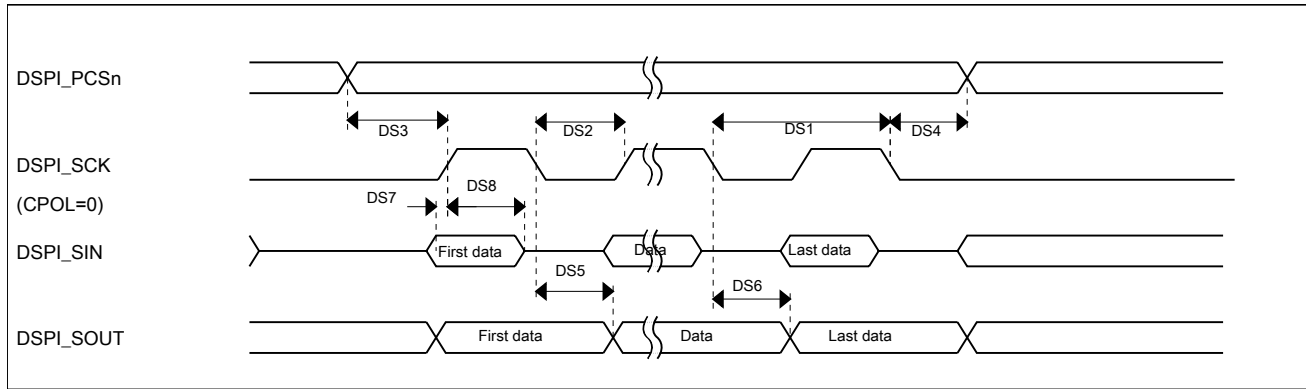 DSPI_PCSn
DS3
DS2
DS1
DS4
DSPI_SCK
(CPOL=0)
DS7
DS8
DSPI_SIN
First data
Data
Last data
DS5
DS6
DSPI_SOUT
First data
Data
Last data